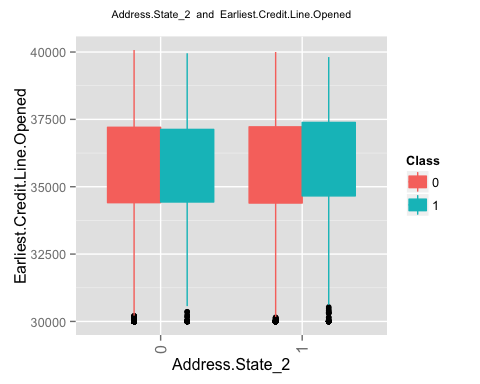 Address.State_2 and Earliest.Credit.Line.Opened
40000
37500
35000
32500
30000
Earliest.Credit.Line.Opened
0
1
Address.State_2
Class
0
1